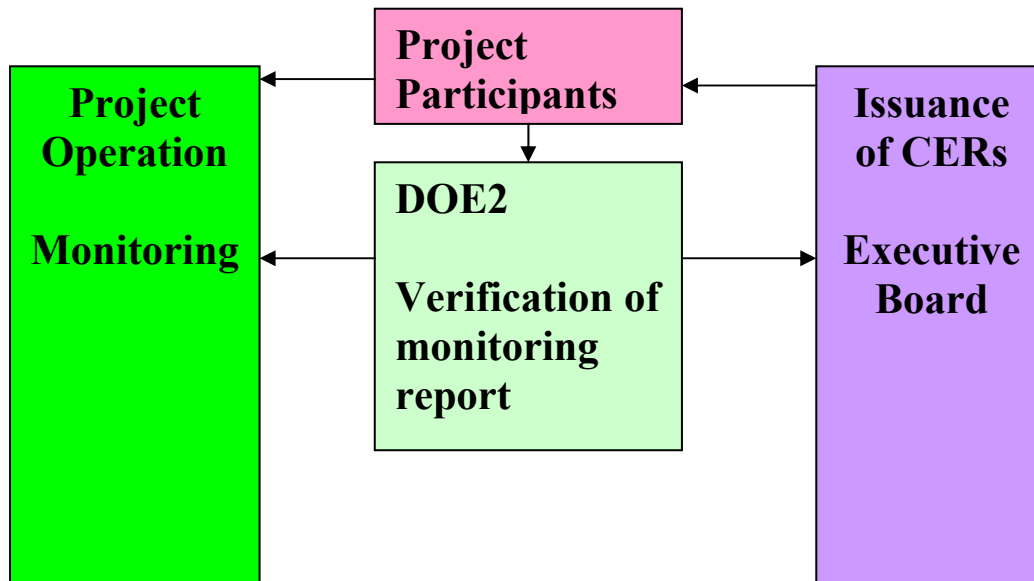 Project
Participants
Project
Operation
Monitoring
DOE2
Verification of
monitoring
report
Issuance
of CERs
Executive
Board